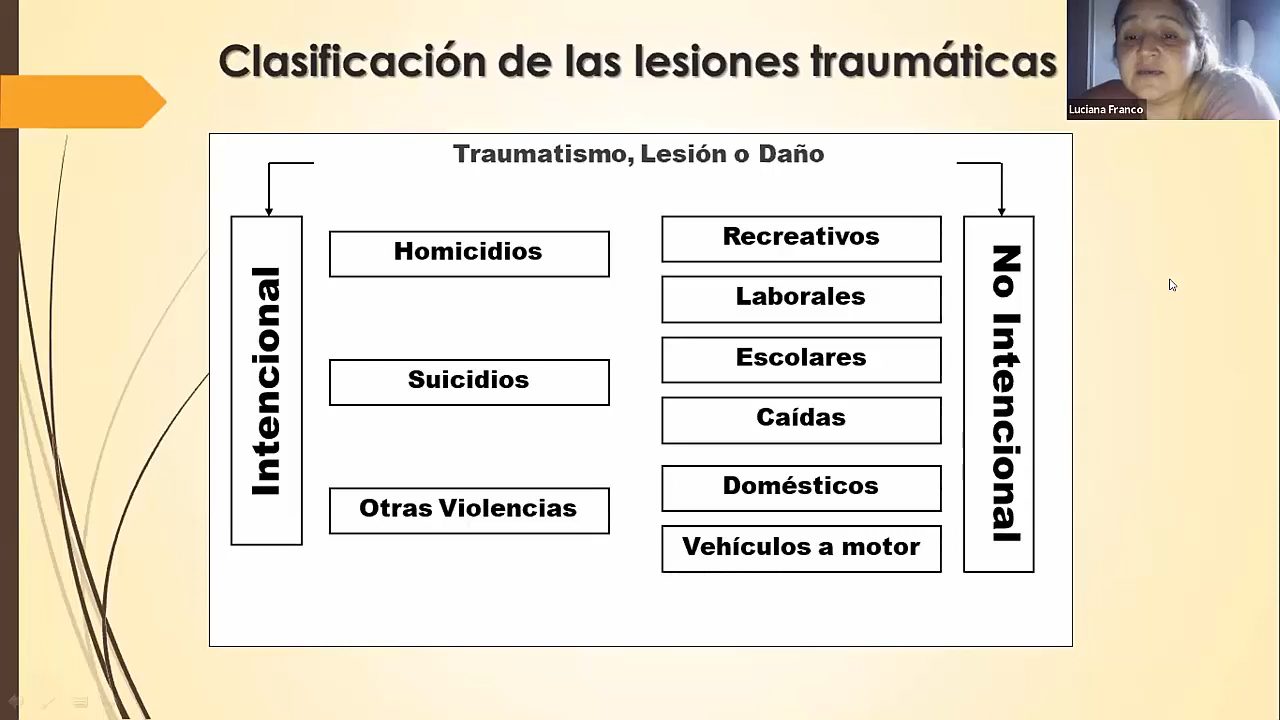 Clasificación de las lesiones traumáticas
Luciana Franco
Traumatismo, Lesión o Daño
Intencional
Homicidios
Suicidios
Otras Violencias
Recreativos
Laborales
Escolares
Caídas
Domésticos
Vehículos a motor
No Intencional